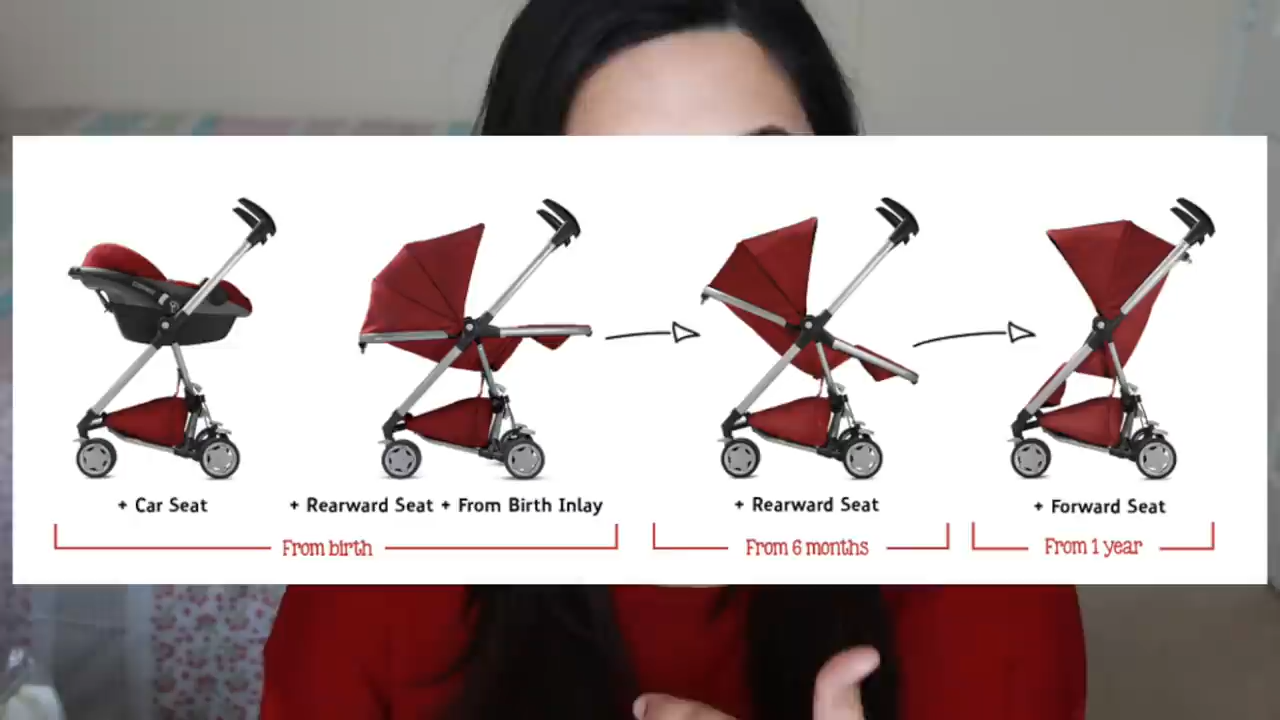 + Car Seat
+ Rearward Seat + From Birth Inlay
+ Rearward Seat
+ Forward Seat
From birth
From 6 months
From 1 year